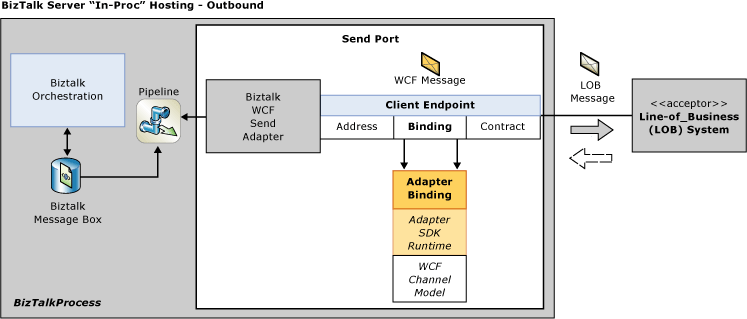 BizTalk Server “In-Proc” Hosting - Outbound
Send Port
WCF Message
LOB
Message
Biztalk
Orchestration
Pipeline
Biztalk
WCF
Send
Adapter
Client Endpoint
Address
Binding
Contract
<<acceptor>>
Line-of_Business
(LOB) System
Biztalk
Message Box
Adapter
Binding
Adapter
SDK
Runtime
WCF
Channel
Model
BizTalkProcess